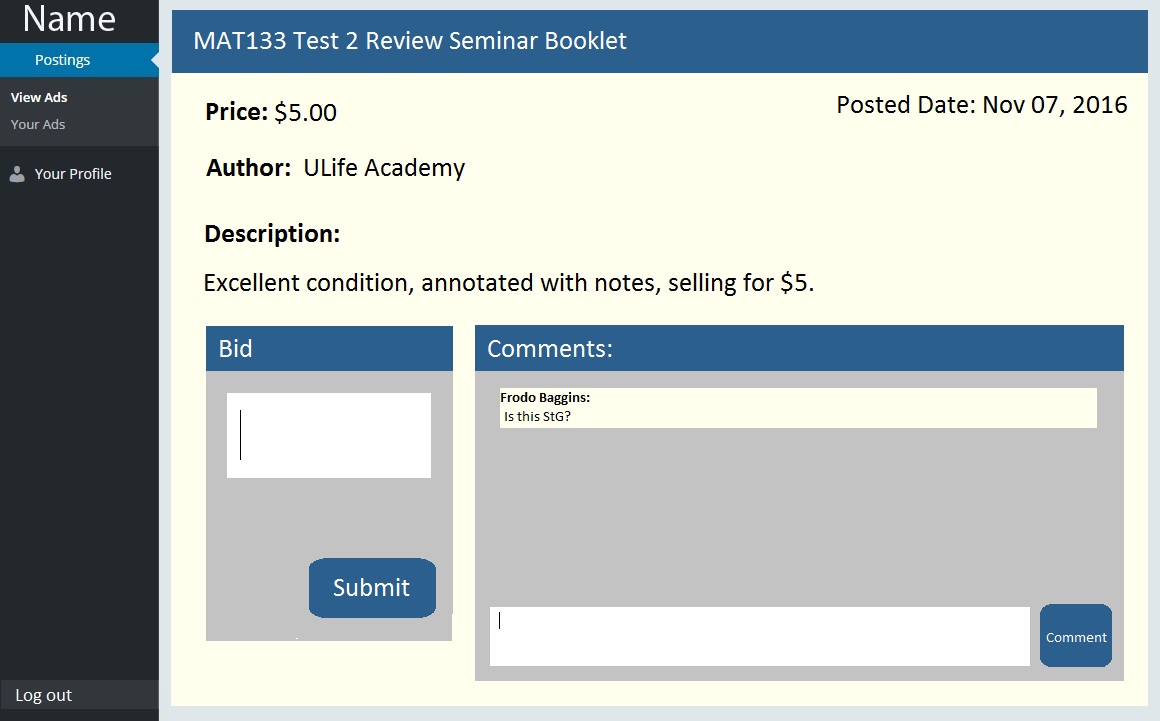 Name
Postings
View Ads
Your Ads
Your Profile
Log out
MAT133 Test 2 Review Seminar Booklet
Price: $5.00
Posted Date: Nov 07, 2016
Author: ULife Academy
Description:
Excellent condition, annotated with notes, selling for $5.
Bid
Submit
Comments:
Frodo Baggins:
Is this StG?
Comment